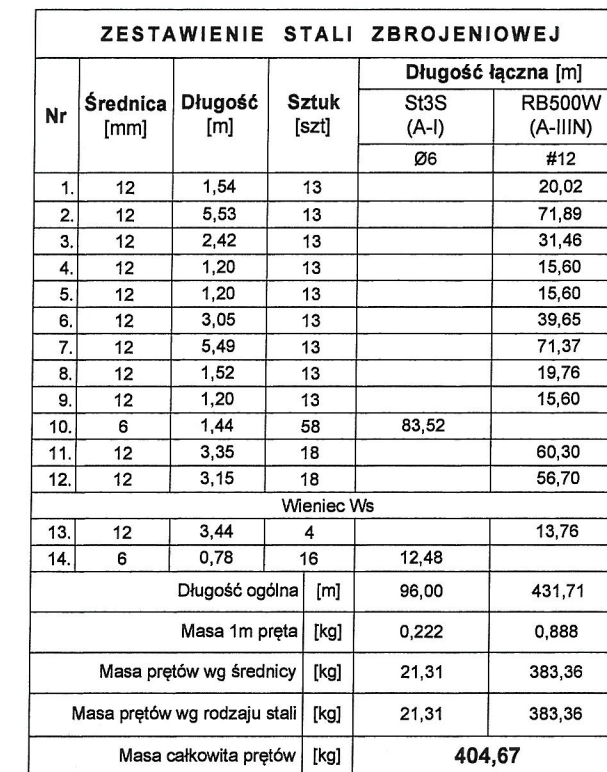 ZESTAWIENIE STALI ZBROJENIOWEJ
Nr Średnica [mm] Długość [m] Sztuk [szt] Długość łączna [m]
St3S (A-I) RB500W (A-IIIN)
Ø6 #12
1. 12 1,54 13 20,02
2. 12 5,53 13 71,89
3. 12 2,42 13 31,46
4. 12 1,20 13 15,60
5. 12 1,20 13 15,60
6. 12 3,05 13 39,65
7. 12 5,49 13 71,37
8. 12 1,52 13 19,76
9. 12 1,20 13 15,60
10. 6 1,44 58 83,52
11. 12 3,35 18 60,30
12. 12 3,15 18 56,70
Wieniec Ws
13. 12 3,44 4 13,76
14. 6 0,78 16 12,48
Długość ogólna [m] 96,00 431,71
Masa 1m pręta [kg] 0,222 0,888
Masa prętów wg średnicy [kg] 21,31 383,36
Masa prętów wg rodzaju stali [kg] 21,31 383,36
Masa całkowita prętów [kg] 404,67